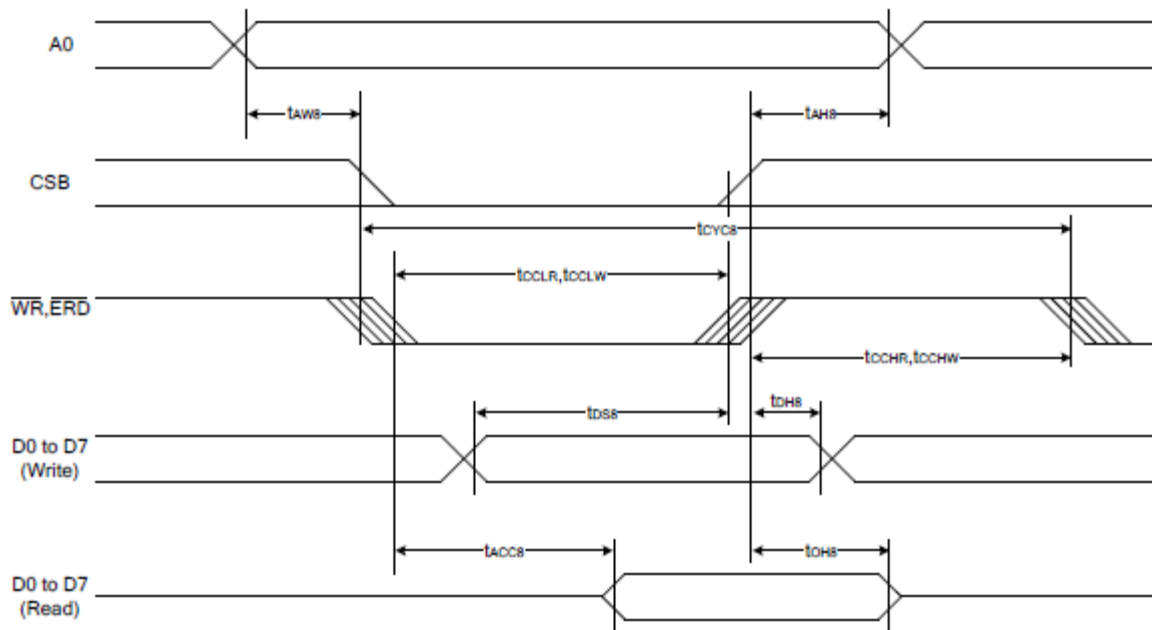 A0
tAW8
tAH8
CSB
tCYC8
tCCLR,tCCLW
WR,ERD
tCCHR,tCCHW
tDS8
tDH8
D0 to D7
(Write)
tACC8
tOH8
D0 to D7
(Read)